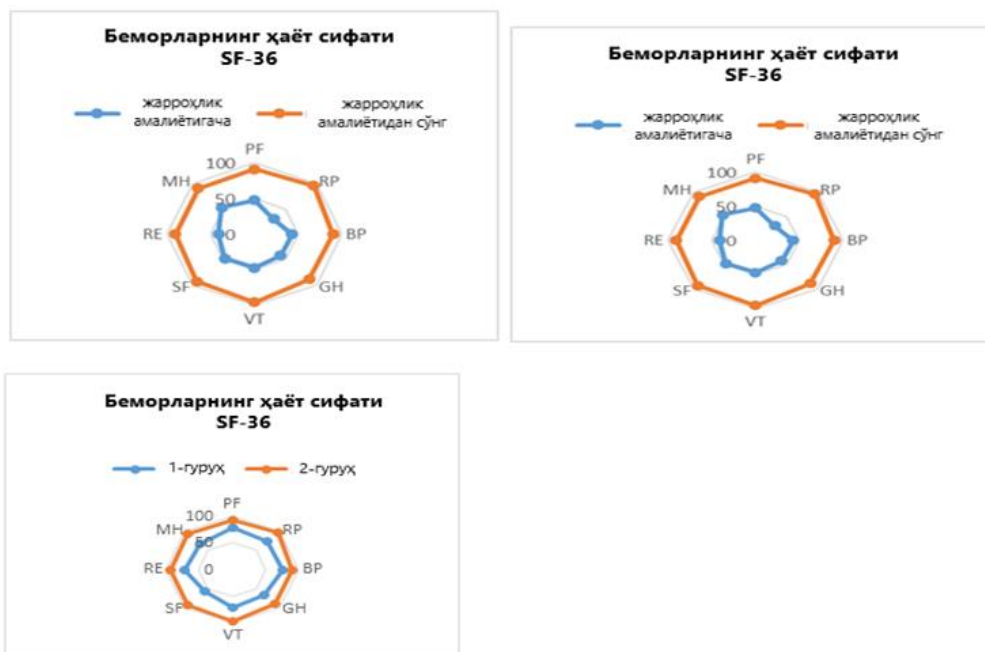 Беморларнинг ҳаёт сифати
SF-36
жарроҳлик
амалиётигача
жарроҳлик
амалиётидан сўнг
PF
100
MH
RP
50
RE
0
BP
SF
GH
VT
Беморларнинг ҳаёт сифати
SF-36
жарроҳлик
амалиётигача
жарроҳлик
амалиётидан сўнг
PF
100
MH
RP
50
RE
0
BP
SF
GH
VT
Беморларнинг ҳаёт сифати
SF-36
1-гуруҳ
2-гуруҳ
PF
100
MH
RP
50
RE
0
BP
SF
GH
VT